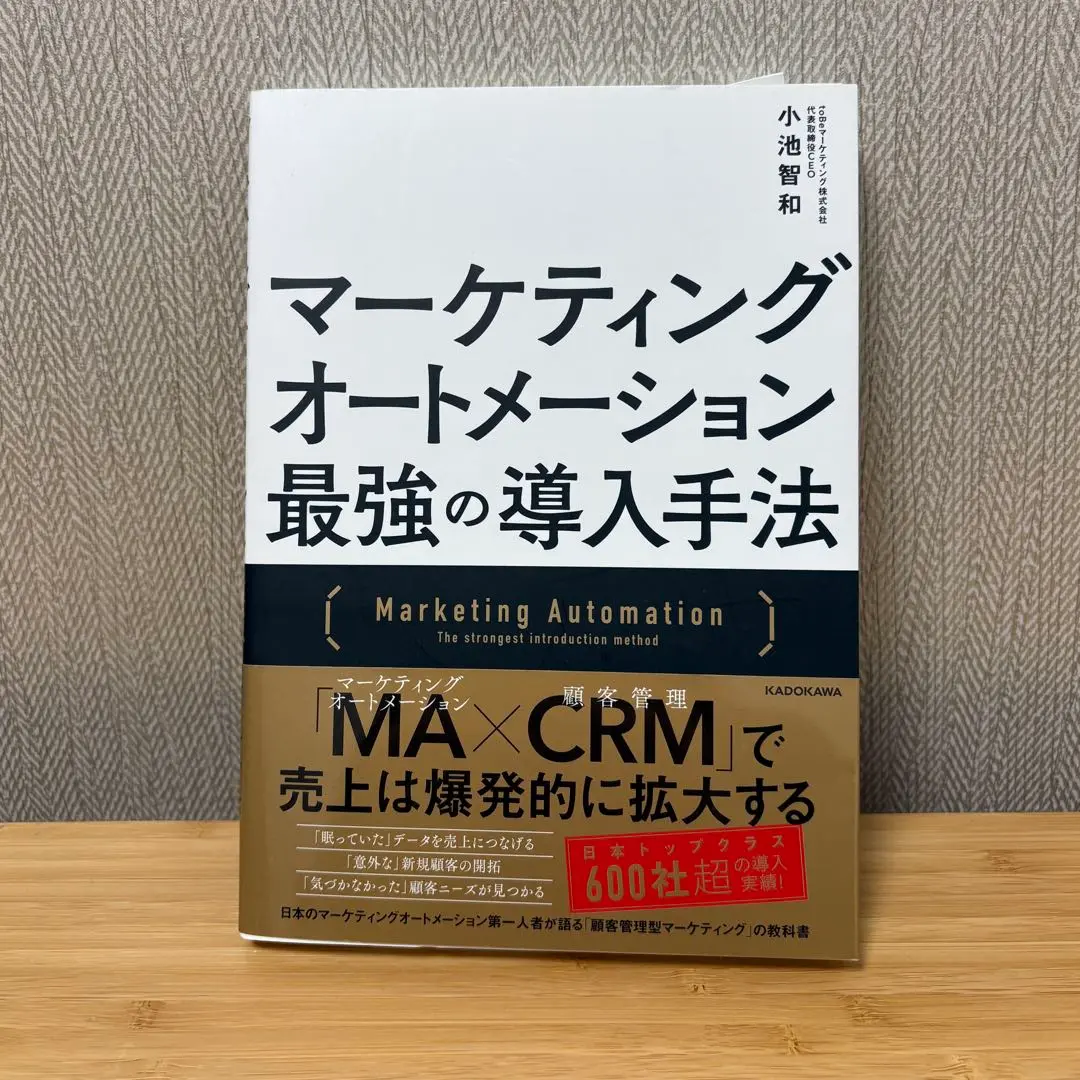 toBeマーケティング株式会社
代表取締役CEO
小池智和
マーケティング
オートメーション
最強の導入手法
Marketing Automation
The strongest introduction method
KADOKAWA
マーケティング
オートメーション
顧客管理
「MA×CRM」で
売上は爆発的に拡大する
「眠っていた」データを売上につなげる
「意外な」新規顧客の開拓
「気づかなかった」顧客ニーズが見つかる
日本トップクラス
600社超の導入
実績!
日本のマーケティングオートメーション第一人者が語る「顧客管理型マーケティング」の教科書